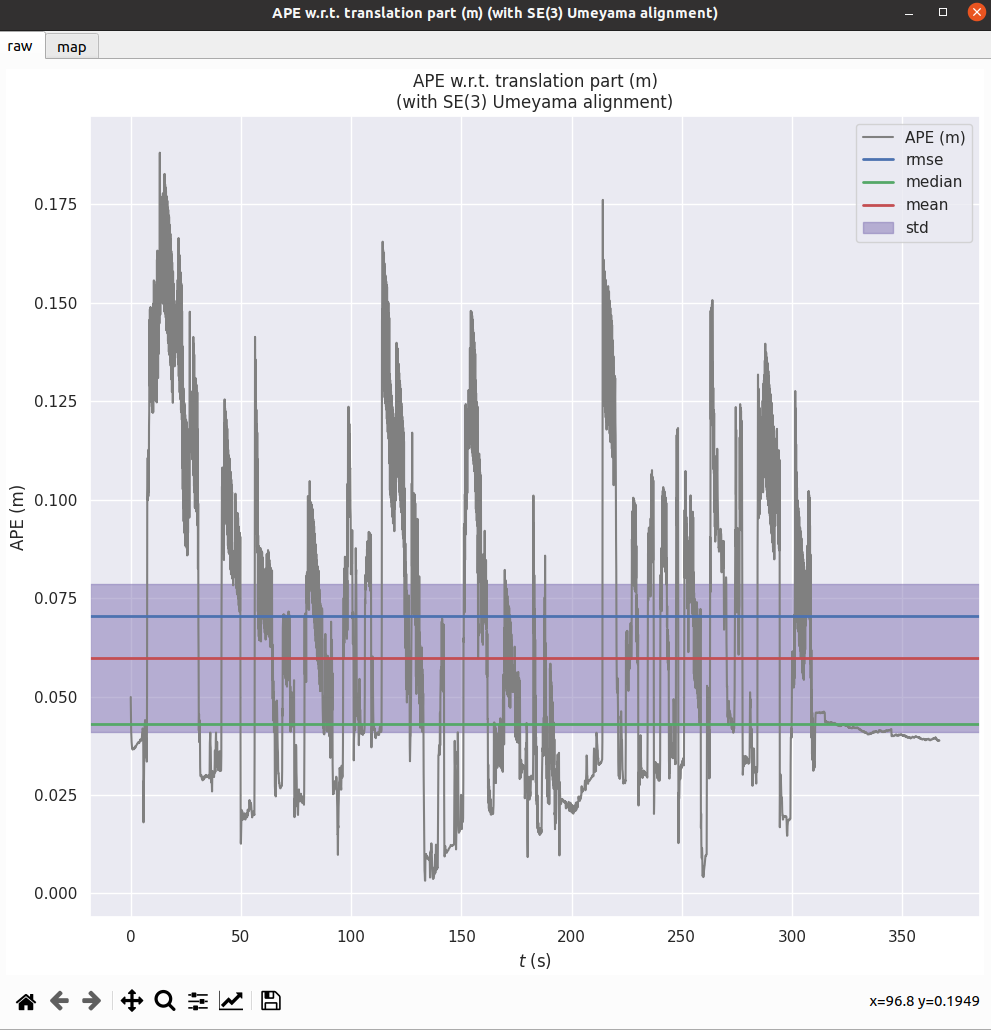 APE w.r.t. translation part (m) (with SE(3) Umeyama alignment)
raw
map
APE w.r.t. translation part (m)
(with SE(3) Umeyama alignment)
APE (m)
rmse
median
mean
std
0.175
0.150
0.125
0.100
0.075
0.050
0.025
0.000
APE (m)
0
50
100
150
200
250
300
350
t (s)
x=96.8 y=0.1949